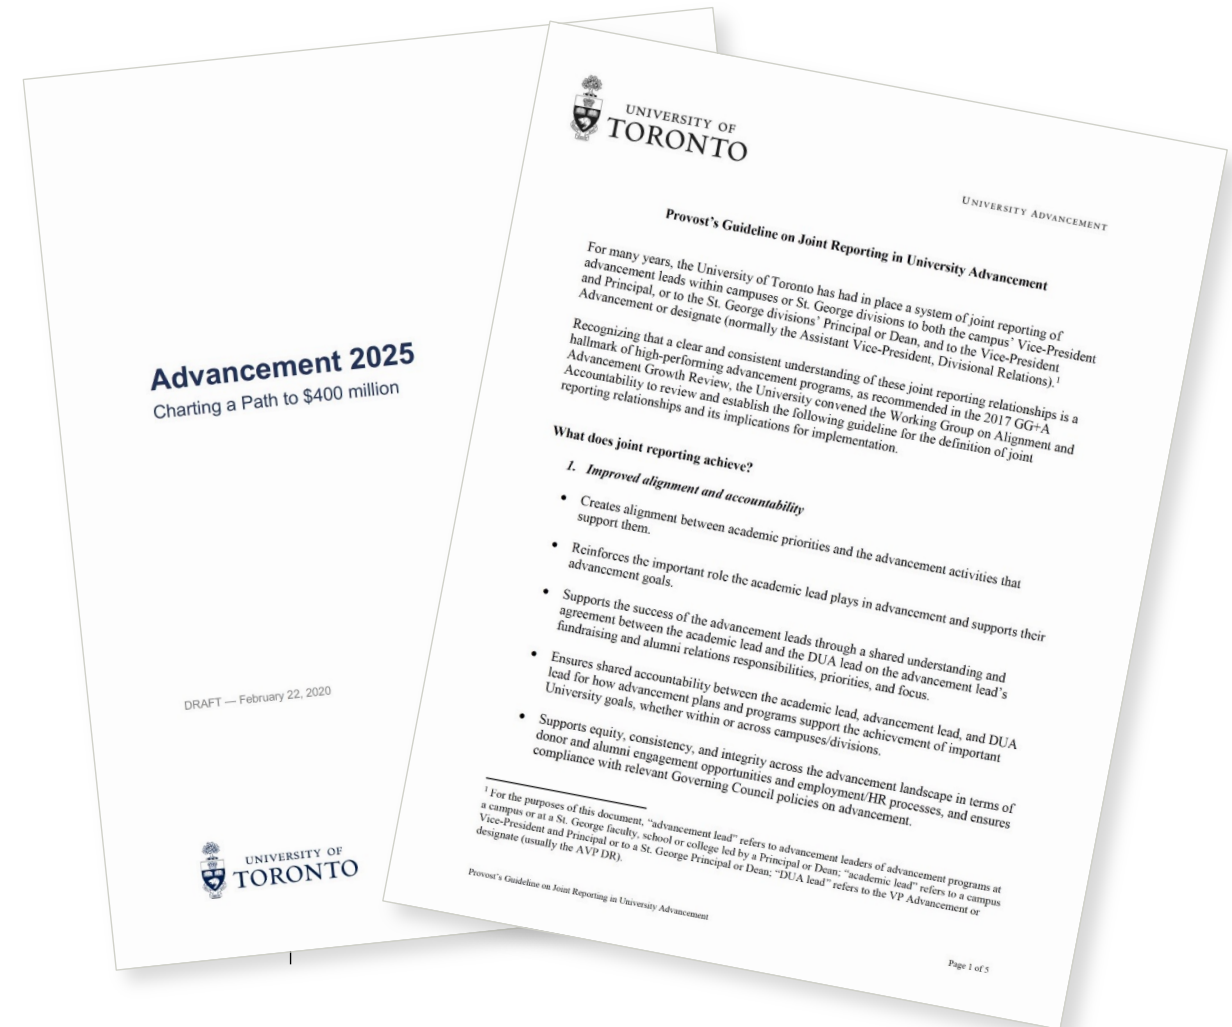 Advancement 2025
Charting a Path to $400 million
DRAFT — February 22, 2020
UNIVERSITY OF
TORONTO
UNIVERSITY OF
TORONTO
UNIVERSITY ADVANCEMENT
Provost's Guideline on Joint Reporting in University Advancement
For many years, the University of Toronto has had in place a system of joint reporting of
advancement leads within campuses or St. George divisions to both the campus' Vice-President
and Principal, or to the St. George divisions' Principal or Dean, and to the Vice-President
Advancement or designate (normally the Assistant Vice-President, Divisional Relations).¹
Recognizing that a clear and consistent understanding of these joint reporting relationships is a
hallmark of high-performing advancement programs, as recommended in the 2017 GG+A
Advancement Growth Review, the University convened the Working Group on Alignment and
Accountability to review and establish the following guideline for the definition of joint
reporting relationships and its implications for implementation.
What does joint reporting achieve?
1. Improved alignment and accountability
• Creates alignment between academic priorities and the advancement activities that
support them.
• Reinforces the important role the academic lead plays in advancement and supports their
advancement goals.
• Supports the success of the advancement leads through a shared understanding and
agreement between the academic lead and the DUA lead on the advancement lead's
fundraising and alumni relations responsibilities, priorities, and focus.
• Ensures shared accountability between the academic lead, advancement lead, and DUA
lead for how advancement plans and programs support the achievement of important
University goals, whether within or across campuses/divisions.
• Supports equity, consistency, and integrity across the advancement landscape in terms of
donor and alumni engagement opportunities and employment/HR processes, and ensures
compliance with relevant Governing Council policies on advancement.
¹ For the purposes of this document, "advancement lead" refers to advancement leaders of advancement programs at
a campus or at a St. George faculty, school or college led by a Principal or Dean; "academic lead" refers to a campus
Vice-President and Principal or to a St. George Principal or Dean; "DUA lead" refers to the VP Advancement or
designate (usually the AVP DR).
Provost's Guideline on Joint Reporting in University Advancement
Page 1 of 5